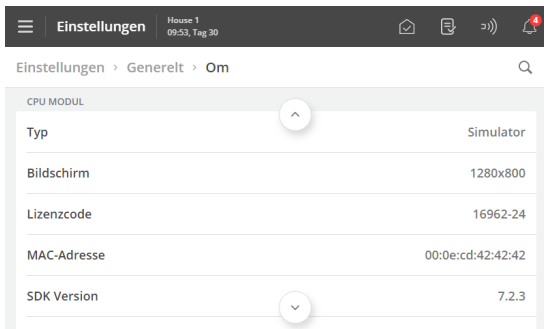 Einstellungen
House 1
09:53, Tag 30
4
Einstellungen > Generelt > Om
CPU MODUL
Typ Simulator
Bildschirm 1280x800
Lizenzcode 16962-24
MAC-Adresse 00:0e:cd:42:42:42
SDK Version 7.2.3